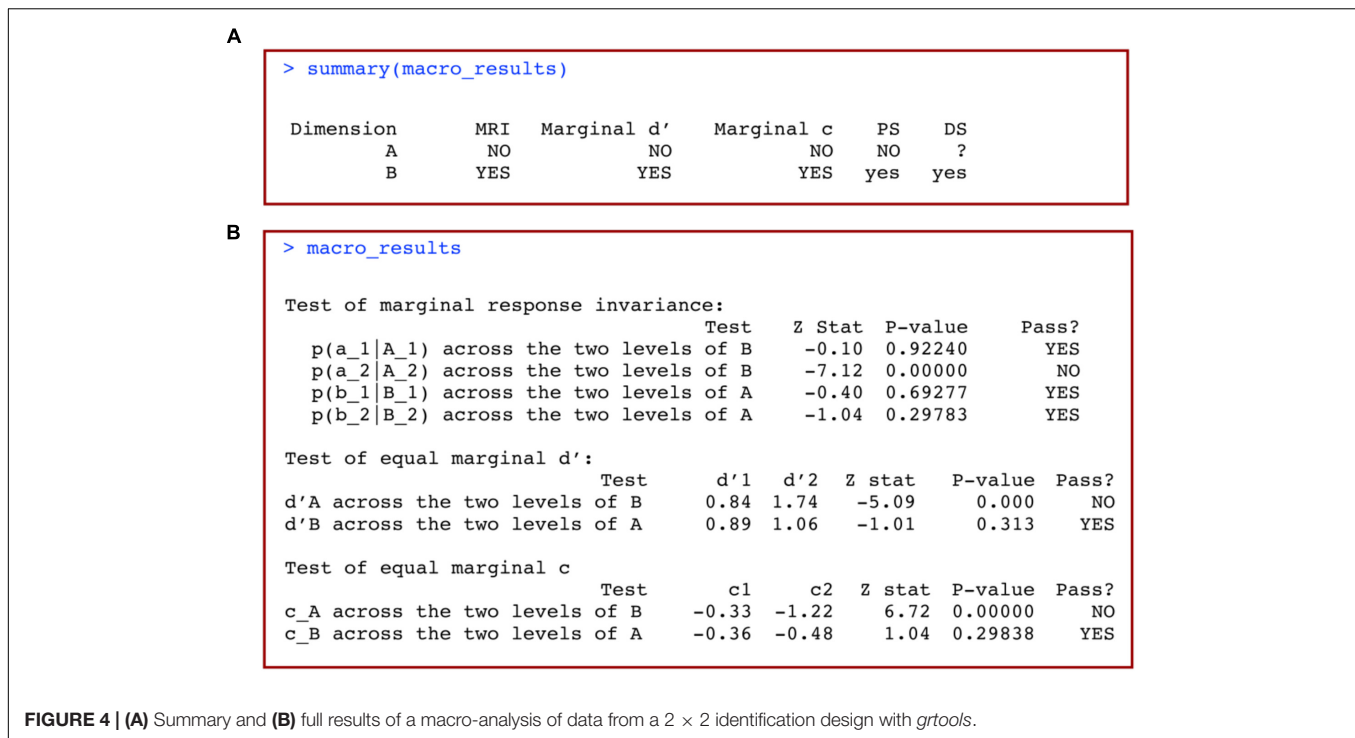 A
> summary(macro_results)
Dimension MRI Marginal d' Marginal c PS DS
A NO NO NO NO ?
B YES YES YES yes yes
B
> macro_results
Test of marginal response invariance:
Test Z Stat P-value Pass?
p(a_1|A_1) across the two levels of B -0.10 0.92240 YES
p(a_2|A_2) across the two levels of B -7.12 0.00000 NO
p(b_1|B_1) across the two levels of A -0.40 0.69277 YES
p(b_2|B_2) across the two levels of A -1.04 0.29783 YES
Test of equal marginal d':
Test d'1 d'2 Z stat P-value Pass?
d'A across the two levels of B 0.84 1.74 -5.09 0.000 NO
d'B across the two levels of A 0.89 1.06 -1.01 0.313 YES
Test of equal marginal c
Test c1 c2 Z stat P-value Pass?
c_A across the two levels of B -0.33 -1.22 6.72 0.00000 NO
c_B across the two levels of A -0.36 -0.48 1.04 0.29838 YES
FIGURE 4 | (A) Summary and (B) full results of a macro-analysis of data from a 2 × 2 identification design with grtools.